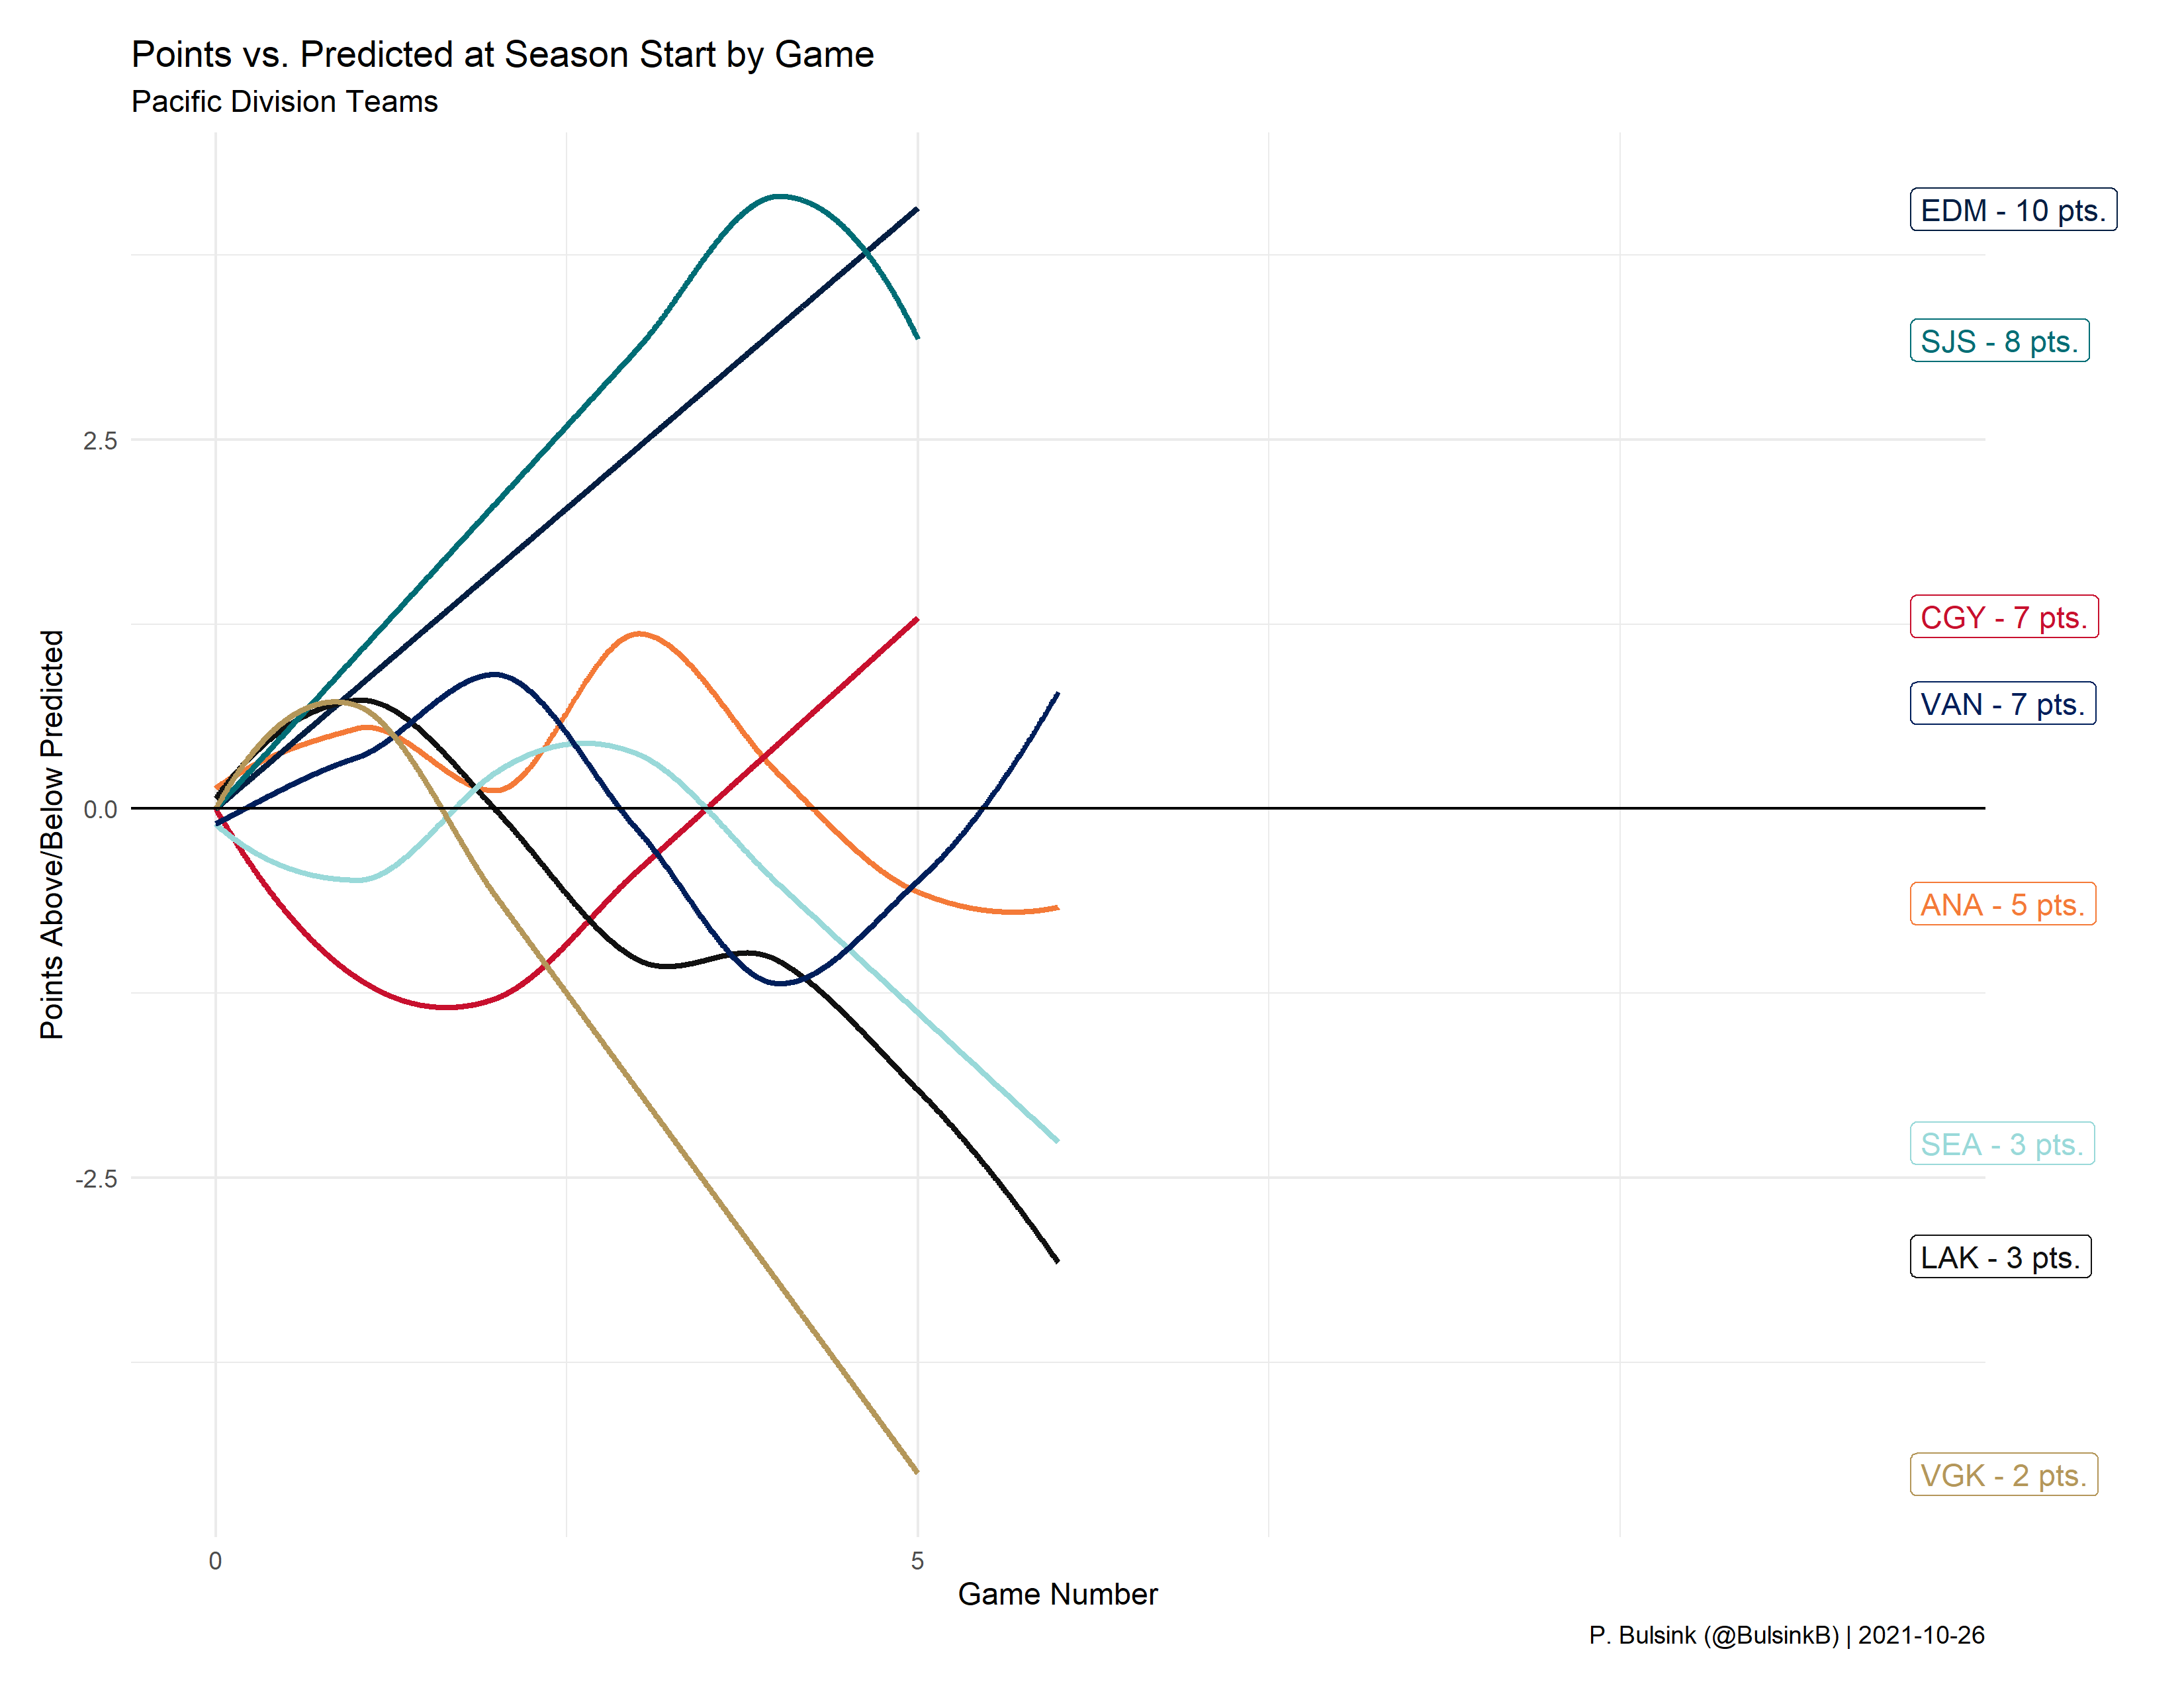 Points vs. Predicted at Season Start by Game
Pacific Division Teams
Points Above/Below Predicted
2.5
0.0
-2.5
EDM - 10 pts.
SJS - 8 pts.
CGY - 7 pts.
VAN - 7 pts.
ANA - 5 pts.
SEA - 3 pts.
LAK - 3 pts.
VGK - 2 pts.
0
5
Game Number
P. Bulsink (@BulsinkB) | 2021-10-26